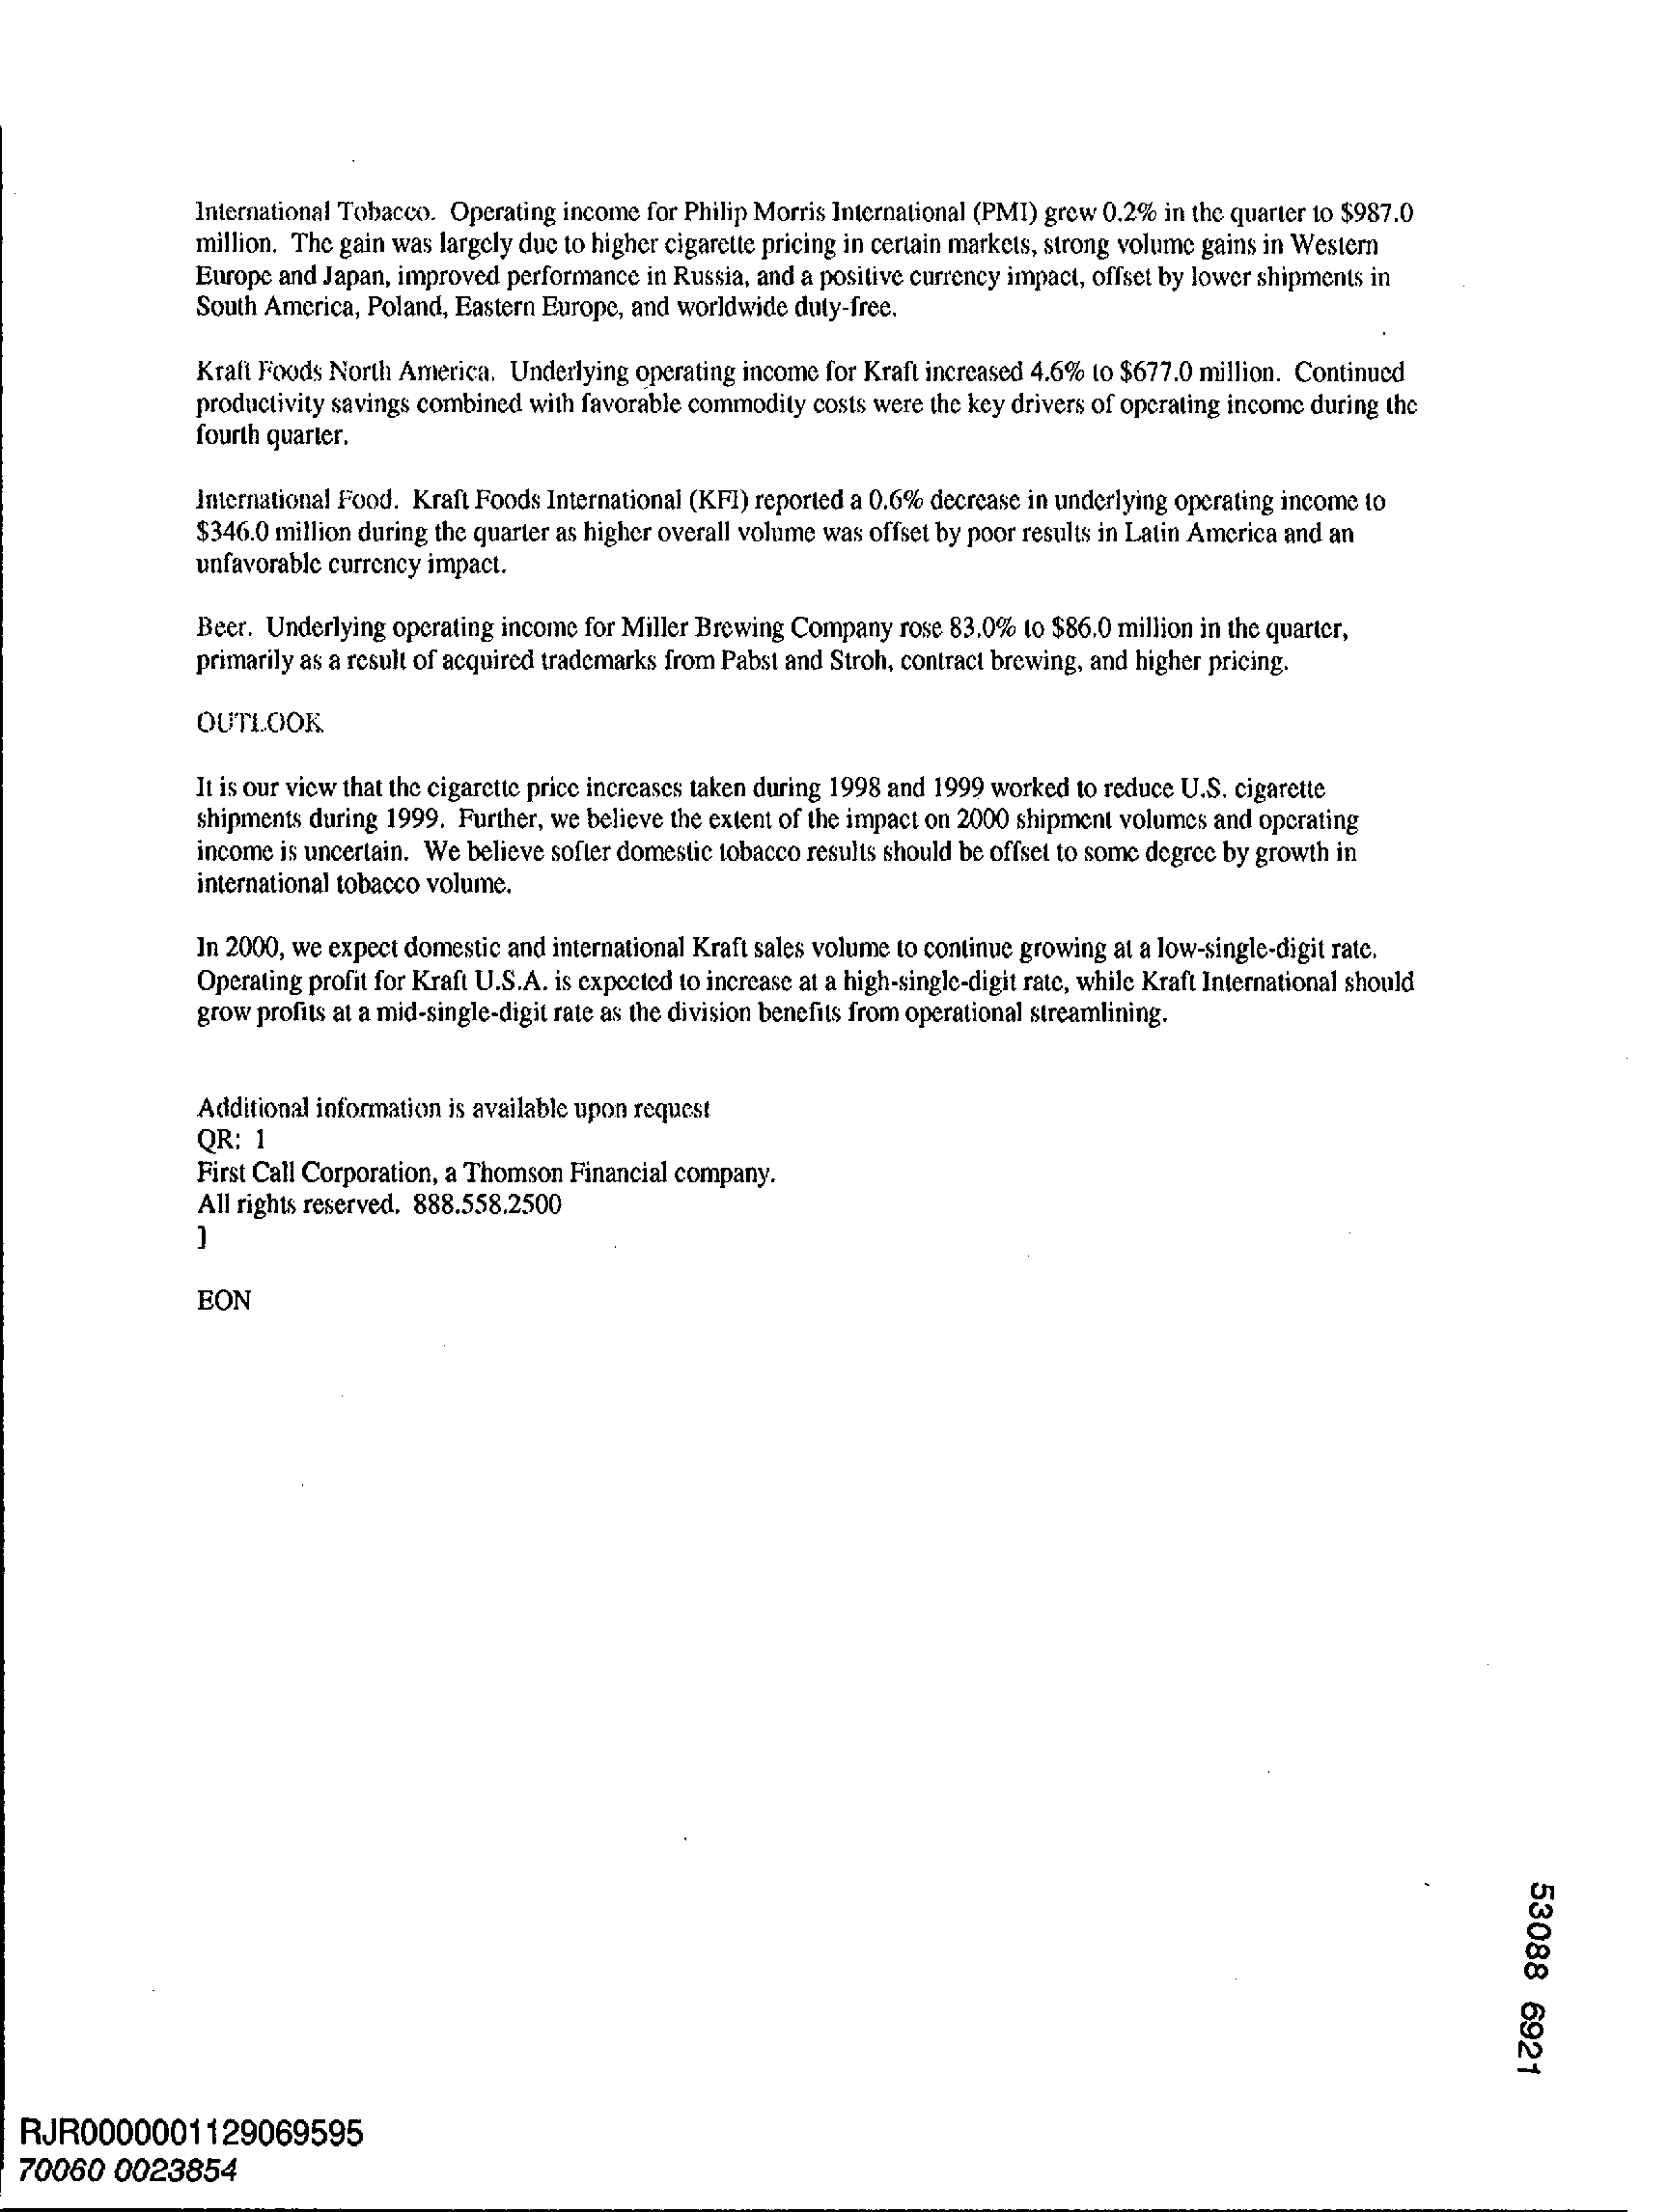 International Tobacco. Operating income for Philip Morris International (PMI) grew 0.2% in the quarter to $987.0
million. The gain was largely due to higher cigarette pricing in certain markets, strong volume gains in Western
Europe and Japan, improved performance in Russia, and a positive currency impact, offset by lower shipments in
South America, Poland, Eastern Europe, and worldwide duty-free.
Kraft Foods North America. Underlying operating income for Kraft increased 4.6% to $677.0 million. Continued
productivity savings combined with favorable commodity costs were the key drivers of operating income during the
fourth quarter.
International Food. Kraft Foods International (KFI) reported a 0.6% decrease in underlying operating income to
$346.0 million during the quarter as higher overall volume was offset by poor results in Latin America and an
unfavorable currency impact.
Beer. Underlying operating income for Miller Brewing Company rose 83.0% to $86.0 million in the quarter,
primarily as a result of acquired trademarks from Pabst and Stroh, contract brewing, and higher pricing.
OUTLOOK
It is our view that the cigarette price increases taken during 1998 and 1999 worked to reduce U.S. cigarette
shipments during 1999. Further, we believe the extent of the impact on 2000 shipment volumes and operating
income is uncertain. We believe softer domestic tobacco results should be offset to some degree by growth in
international tobacco volume.
In 2000, we expect domestic and international Kraft sales volume to continue growing at a low-single-digit rate.
Operating profit for Kraft U.S.A. is expected to increase at a high-single-digit rate, while Kraft International should
grow profits at a mid-single-digit rate as the division benefits from operational streamlining.
Additional information is available upon request
QR: 1
First Call Corporation, a Thomson Financial company.
All rights reserved. 888.558.2500
]
EON
53088 6921
RJR0000001129069595
70060 0023854